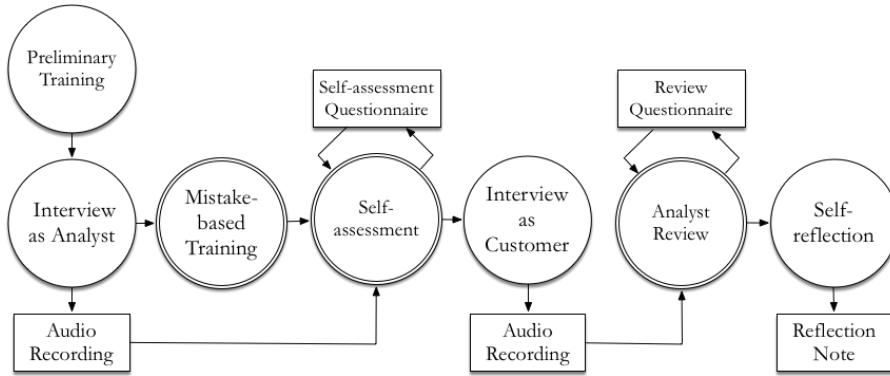 Preliminary
Training
Self-assessment
Questionnaire
Review
Questionnaire
Interview
as Analyst
Mistake-
based
Training
Self-
assessment
Interview
as
Customer
Analyst
Review
Self-
reflection
Audio
Recording
Audio
Recording
Reflection
Note